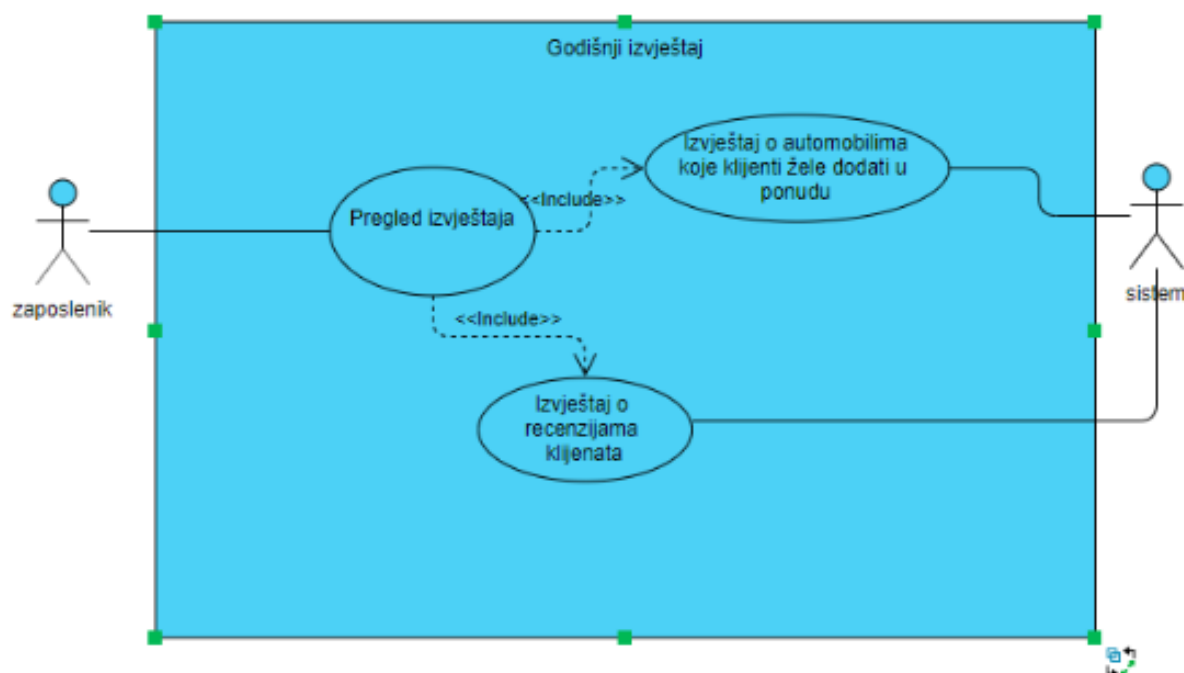 Godišnji izvještaj
Izvještaj o automobilima
koje klijenti žele dodati u
ponudu
<<Include>>
Pregled izvještaja
zaposlenik
sistem
<<Include>>
Izvještaj o
recenzijama
klijenata